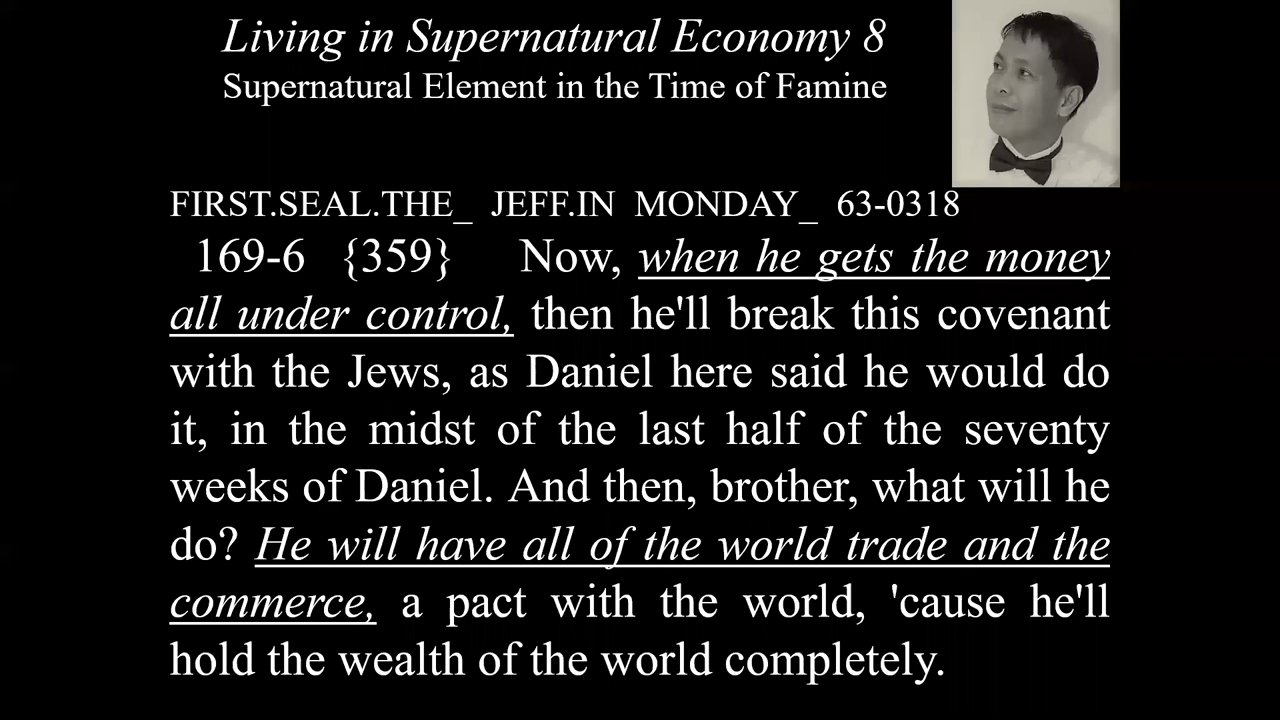 Living in Supernatural Economy 8
Supernatural Element in the Time of Famine
FIRST.SEAL.THE_ JEFF.IN MONDAY_ 63-0318
169-6 {359} Now, when he gets the money
all under control, then he'll break this covenant
with the Jews, as Daniel here said he would do
it, in the midst of the last half of the seventy
weeks of Daniel. And then, brother, what will he
do? He will have all of the world trade and the
commerce, a pact with the world, 'cause he'll
hold the wealth of the world completely.